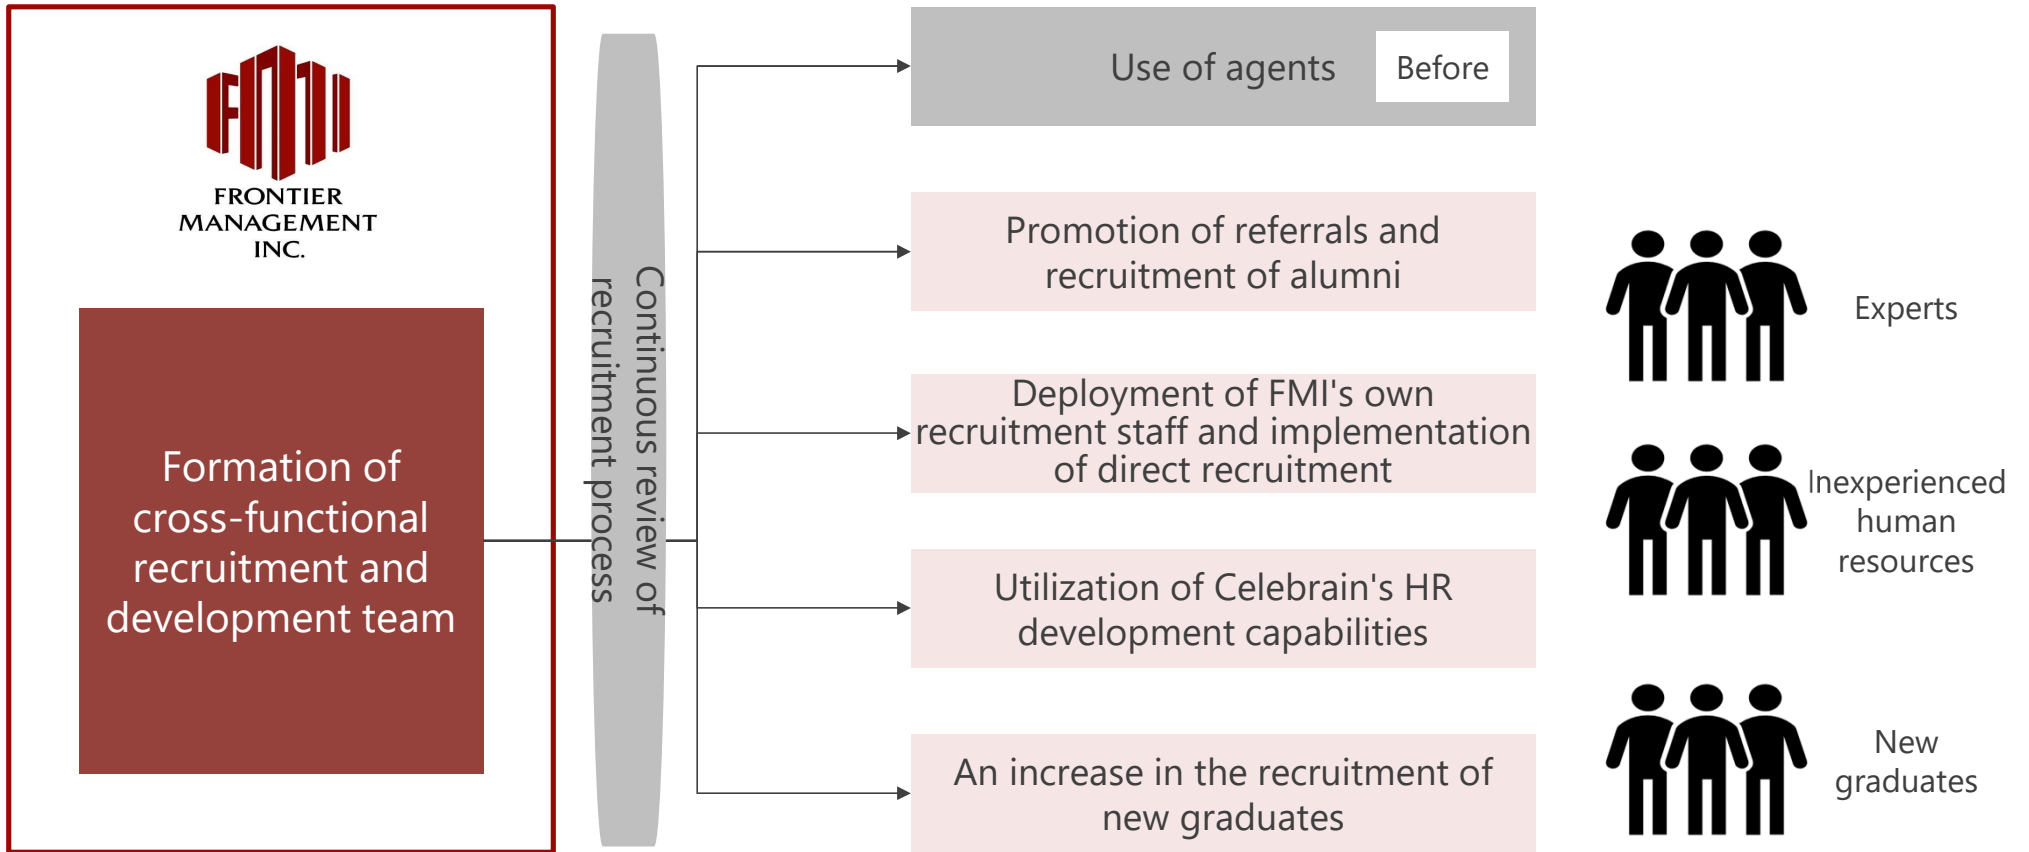 FMI
FRONTIER
MANAGEMENT
INC.
Formation of
cross-functional
recruitment and
development team
Continuous review of
recruitment process
Use of agents
Before
Promotion of referrals and
recruitment of alumni
Deployment of FMI's own
recruitment staff and implementation
of direct recruitment
Utilization of Celebrain's HR
development capabilities
An increase in the recruitment of
new graduates
Experts
Inexperienced
human
resources
New
graduates